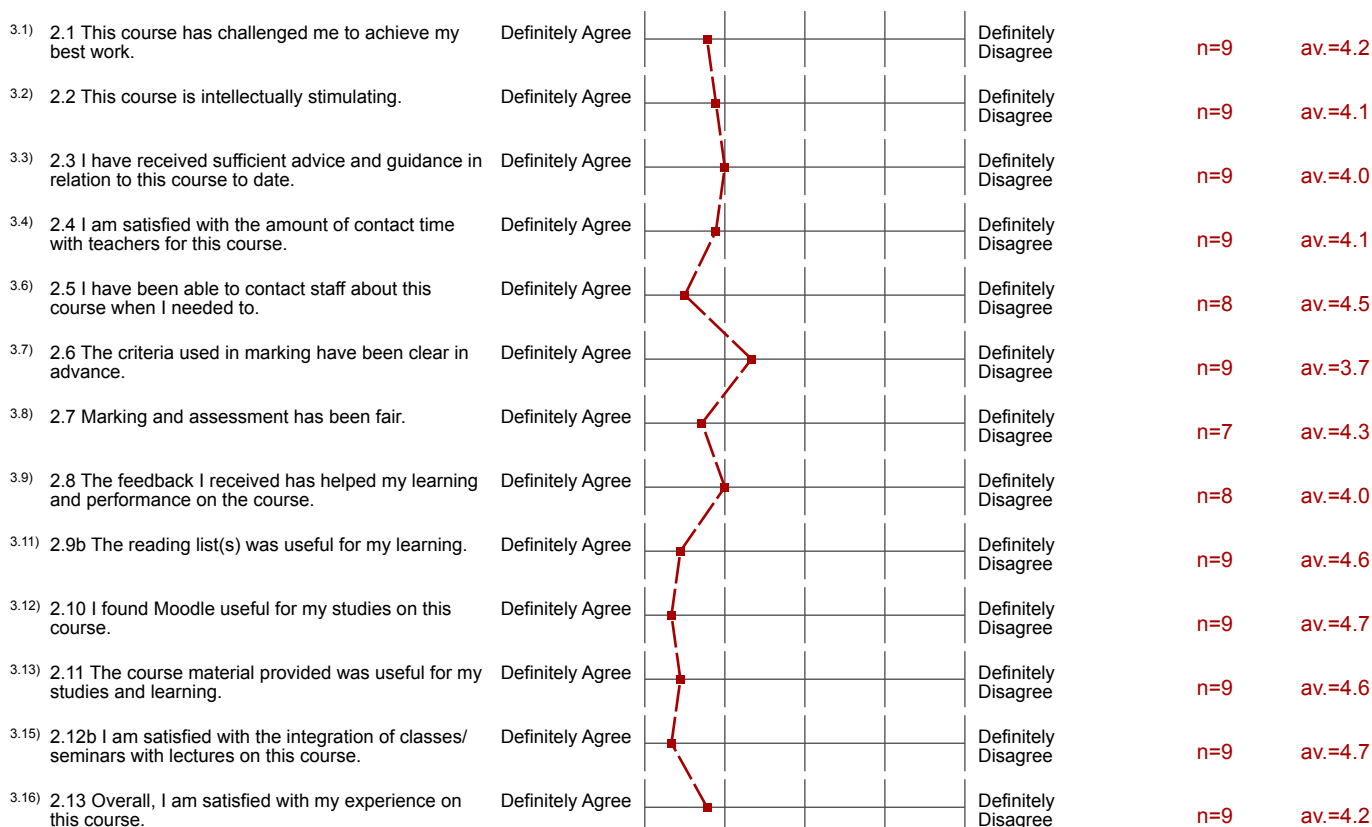 3.1) 2.1 This course has challenged me to achieve my Definitely Agree Definitely
best work. Disagree n=9 av.=4.2
3.2) 2.2 This course is intellectually stimulating. Definitely Agree Definitely
Disagree n=9 av.=4.1
3.3) 2.3 I have received sufficient advice and guidance in Definitely Agree Definitely
relation to this course to date. Disagree n=9 av.=4.0
3.4) 2.4 I am satisfied with the amount of contact time Definitely Agree Definitely
with teachers for this course. Disagree n=9 av.=4.1
3.6) 2.5 I have been able to contact staff about this Definitely Agree Definitely
course when I needed to. Disagree n=8 av.=4.5
3.7) 2.6 The criteria used in marking have been clear in Definitely Agree Definitely
advance. Disagree n=9 av.=3.7
3.8) 2.7 Marking and assessment has been fair. Definitely Agree Definitely
Disagree n=7 av.=4.3
3.9) 2.8 The feedback I received has helped my learning Definitely Agree Definitely
and performance on the course. Disagree n=8 av.=4.0
3.11) 2.9b The reading list(s) was useful for my learning. Definitely Agree Definitely
Disagree n=9 av.=4.6
3.12) 2.10 I found Moodle useful for my studies on this Definitely Agree Definitely
course. Disagree n=9 av.=4.7
3.13) 2.11 The course material provided was useful for my Definitely Agree Definitely
studies and learning. Disagree n=9 av.=4.6
3.15) 2.12b I am satisfied with the integration of classes/ Definitely Agree Definitely
seminars with lectures on this course. Disagree n=9 av.=4.7
3.16) 2.13 Overall, I am satisfied with my experience on Definitely Agree Definitely
this course. Disagree n=9 av.=4.2